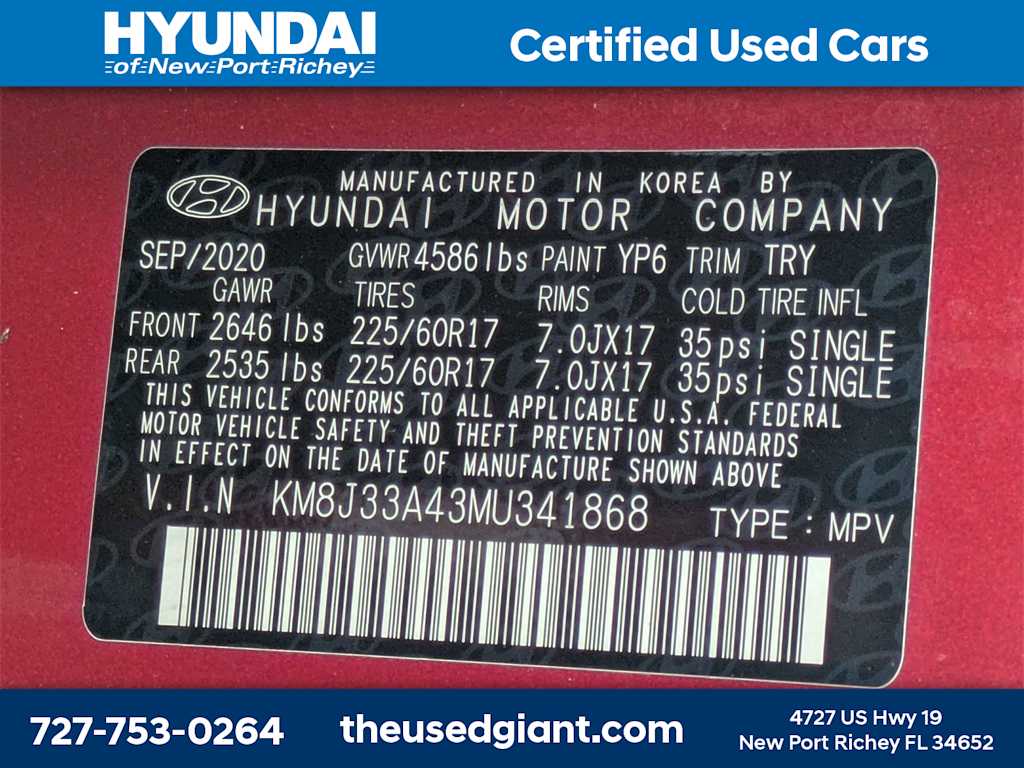 HYUNDAI
of New Port Richey
Certified Used Cars
MANUFACTURED IN KOREA BY
HYUNDAI MOTOR COMPANY
SEP/2020 GVWR 4586 lbs PAINT YP6 TRIM TRY
GAWR TIRES RIMS COLD TIRE INFL
FRONT 2646 lbs 225/60R17 7.0JX17 35psi SINGLE
REAR 2535 lbs 225/60R17 7.0JX17 35psi SINGLE
THIS VEHICLE CONFORMS TO ALL APPLICABLE U.S.A. FEDERAL
MOTOR VEHICLE SAFETY AND THEFT PREVENTION STANDARDS
IN EFFECT ON THE DATE OF MANUFACTURE SHOWN ABOVE
V.I.N KM8J33A43MU341868 TYPE : MPV
727-753-0264
theusedgiant.com
4727 US Hwy 19
New Port Richey FL 34652